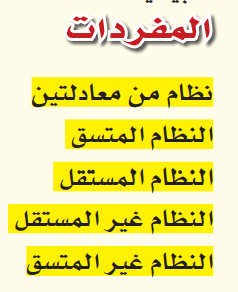 المفردات
نظام من معادلتين
النظام المتسق
النظام المستقل
النظام غير المستقل
النظام غير المتسق